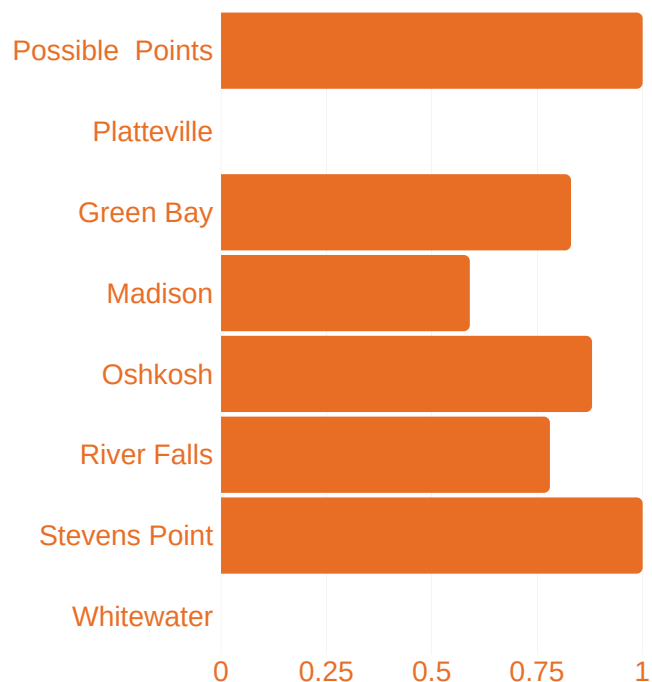 Possible  Points
Platteville
Green Bay
Madison
Oshkosh
River Falls
Stevens Point
Whitewater
0 0.25 0.5 0.75 1